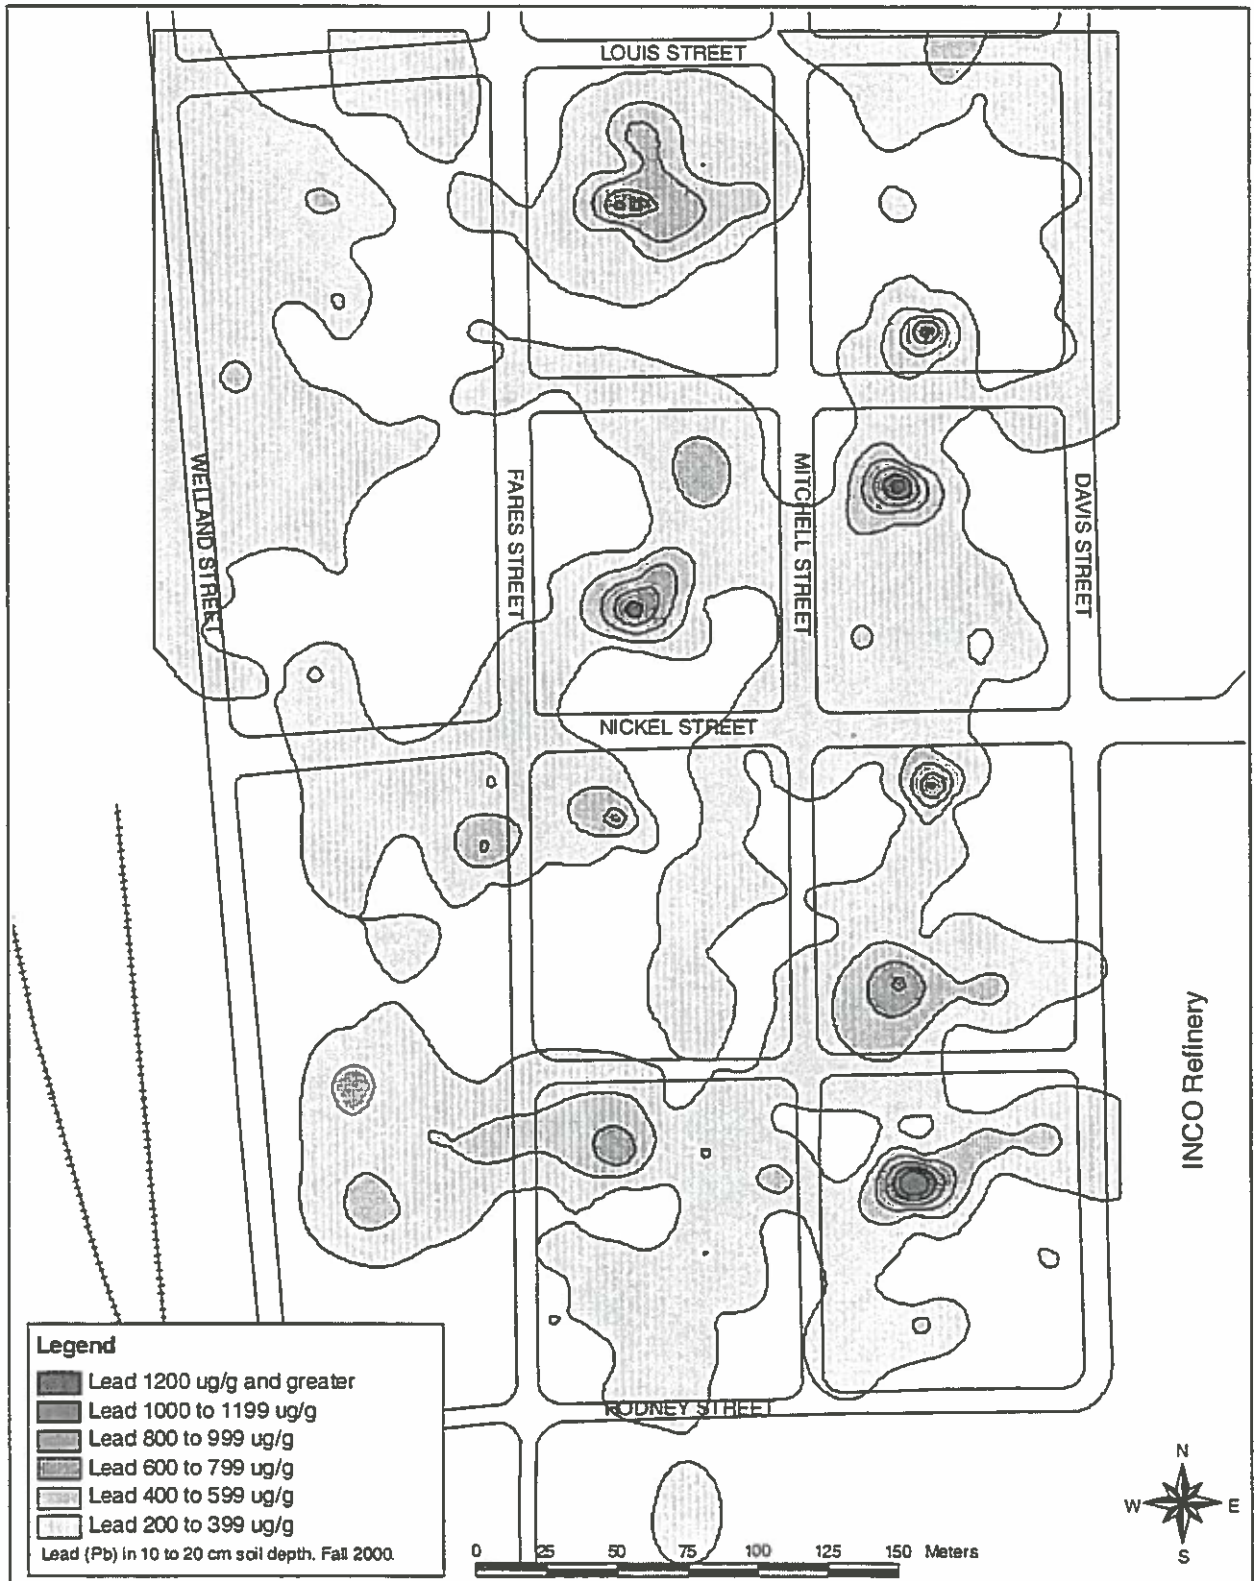 LOUIS STREET
WELLAND STREET
FARES STREET
MITCHELL STREET
DAVIS STREET
NICKEL STREET
INCO Refinery
RODNEY STREET
Legend
Lead 1200 ug/g and greater
Lead 1000 to 1199 ug/g
Lead 800 to 999 ug/g
Lead 600 to 799 ug/g
Lead 400 to 599 ug/g
Lead 200 to 399 ug/g
Lead (Pb) in 10 to 20 cm soil depth. Fall 2000.
0 25 50 75 100 125 150 Meters
N
W E
S